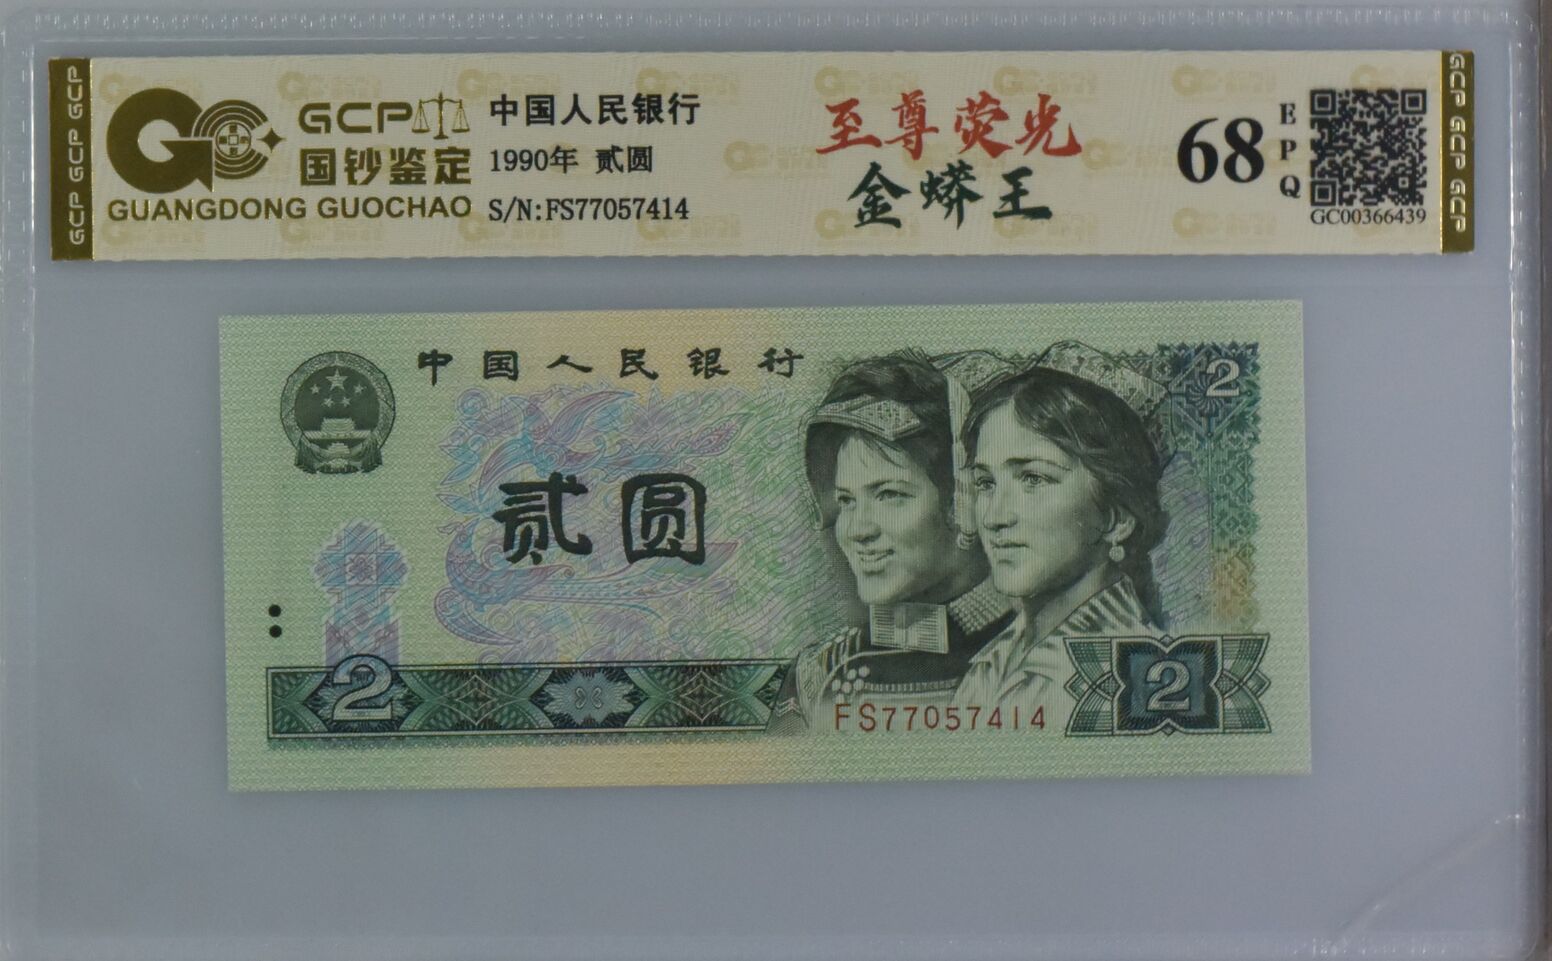 GCP GCP GCP
GCP
国钞鉴定
GUANGDONG GUOCHAO
中国人民银行
1990年 贰圆
S/N:FS77057414
至尊荧光
金蟒王
68
EPQ
GC00366439
GCP GCP GCP
中国人民银行
2
贰圆
2
FS77057414
2